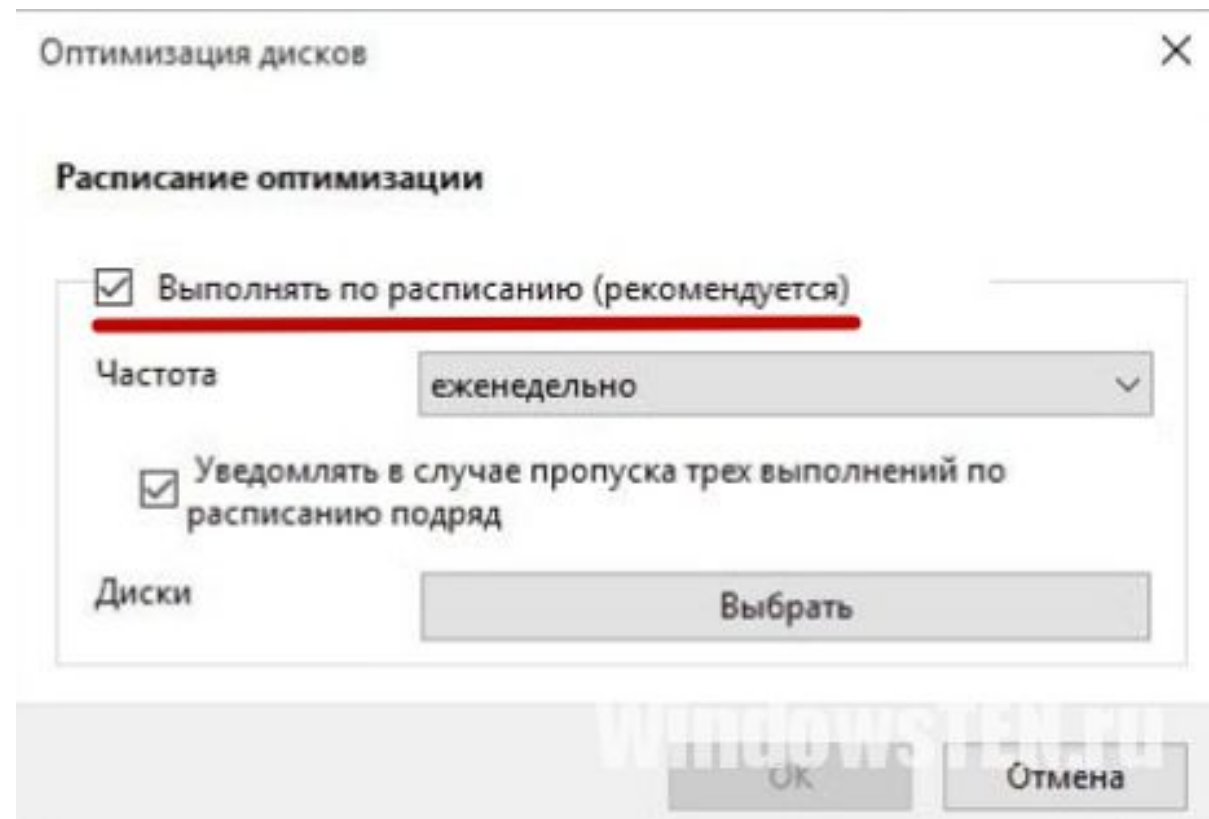 Оптимизация дисков
Расписание оптимизации
Выполнять по расписанию (рекомендуется)
Частота
еженедельно
Уведомлять в случае пропуска трех выполнений по
расписанию подряд
Диски
Выбрать
WindowsTEN.ru
OK
Отмена